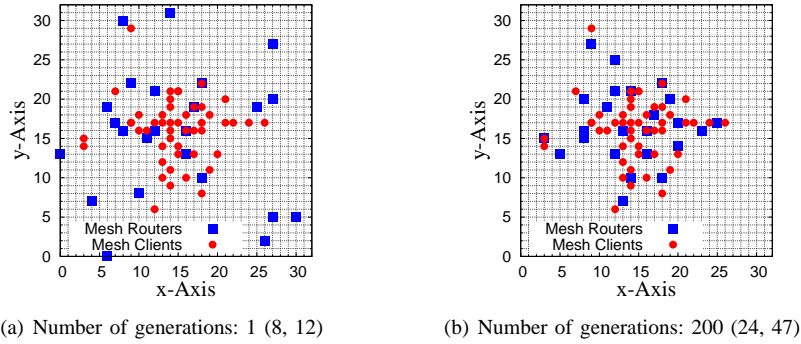 30
25
20
15
10
5
0
y-Axis
Mesh Routers
Mesh Clients
0 5 10 15 20 25 30
x-Axis
(a) Number of generations: 1 (8, 12)
30
25
20
15
10
5
0
y-Axis
Mesh Routers
Mesh Clients
0 5 10 15 20 25 30
x-Axis
(b) Number of generations: 200 (24, 47)